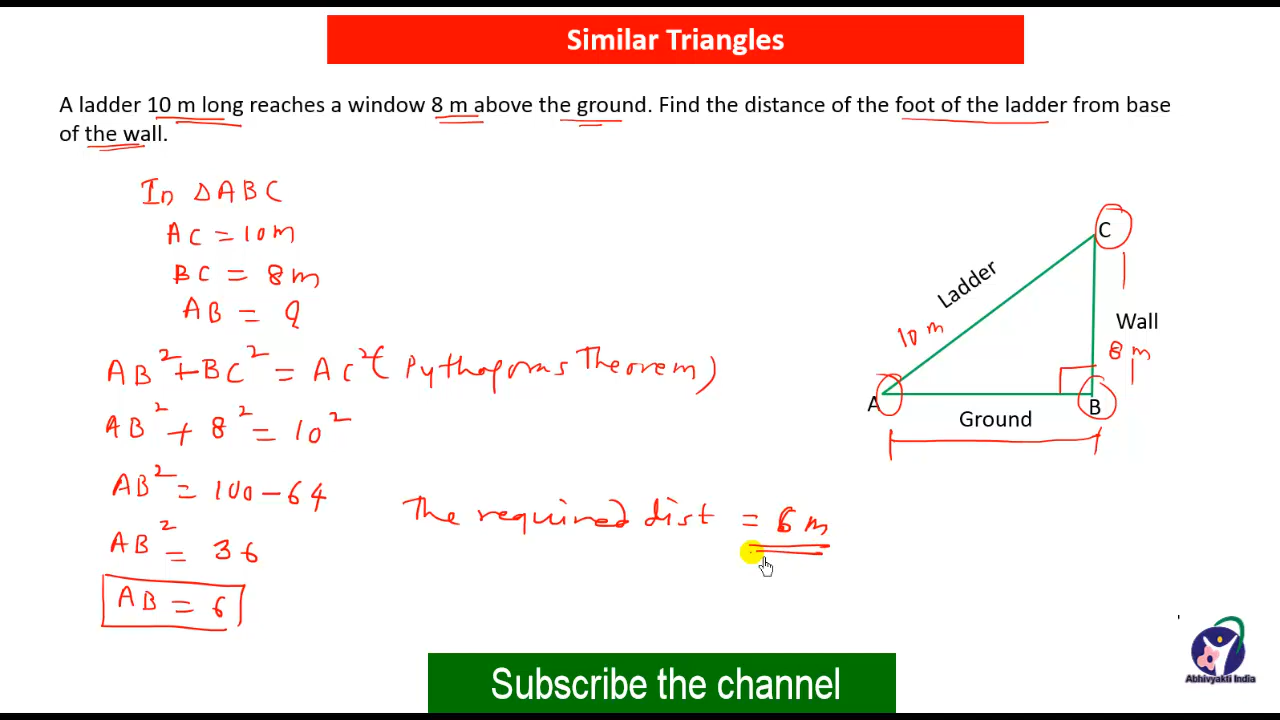 Similar Triangles
A ladder 10 m long reaches a window 8 m above the ground. Find the distance of the foot of the ladder from base
of the wall.
In ΔABC
AC = 10m
BC = 8m
AB = ?
AB² + BC² = AC² (Pythagoras Theorem)
AB² + 8² = 10²
AB² = 100 - 64
AB² = 36
AB = 6
The required dist = 6 m
C
Ladder
10 m
Wall
8 m
A
B
Ground
Subscribe the channel
Abhivyakti India